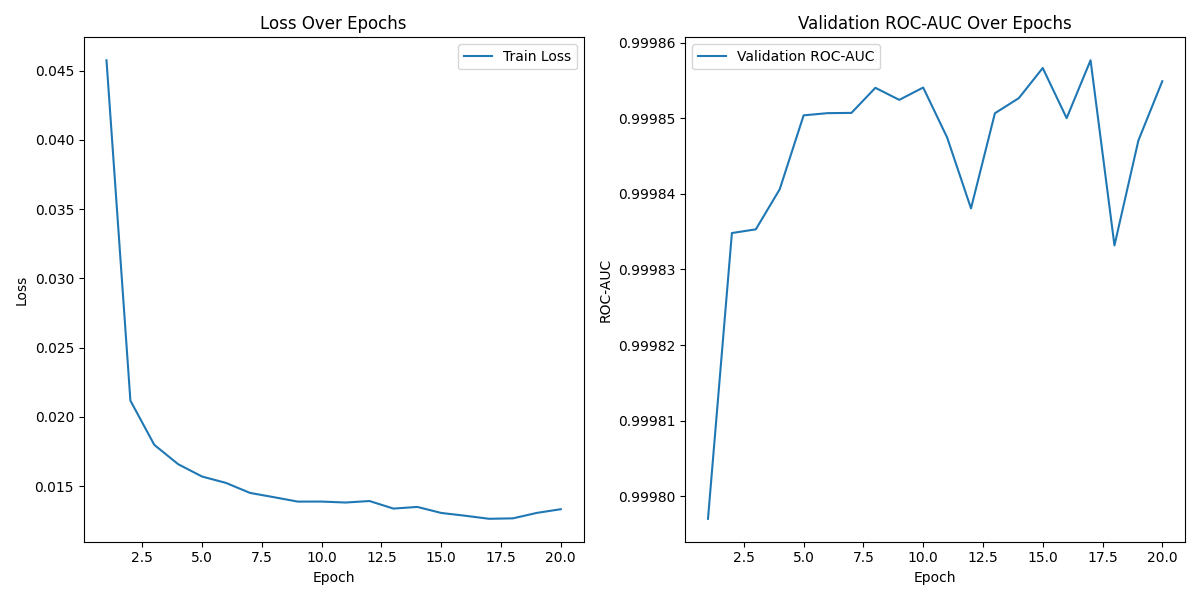 Loss Over Epochs
Train Loss
0.045
0.040
0.035
0.030
0.025
0.020
0.015
Loss
2.5 5.0 7.5 10.0 12.5 15.0 17.5 20.0
Epoch
Validation ROC-AUC Over Epochs
Validation ROC-AUC
0.99986
0.99985
0.99984
0.99983
0.99982
0.99981
0.99980
ROC-AUC
2.5 5.0 7.5 10.0 12.5 15.0 17.5 20.0
Epoch